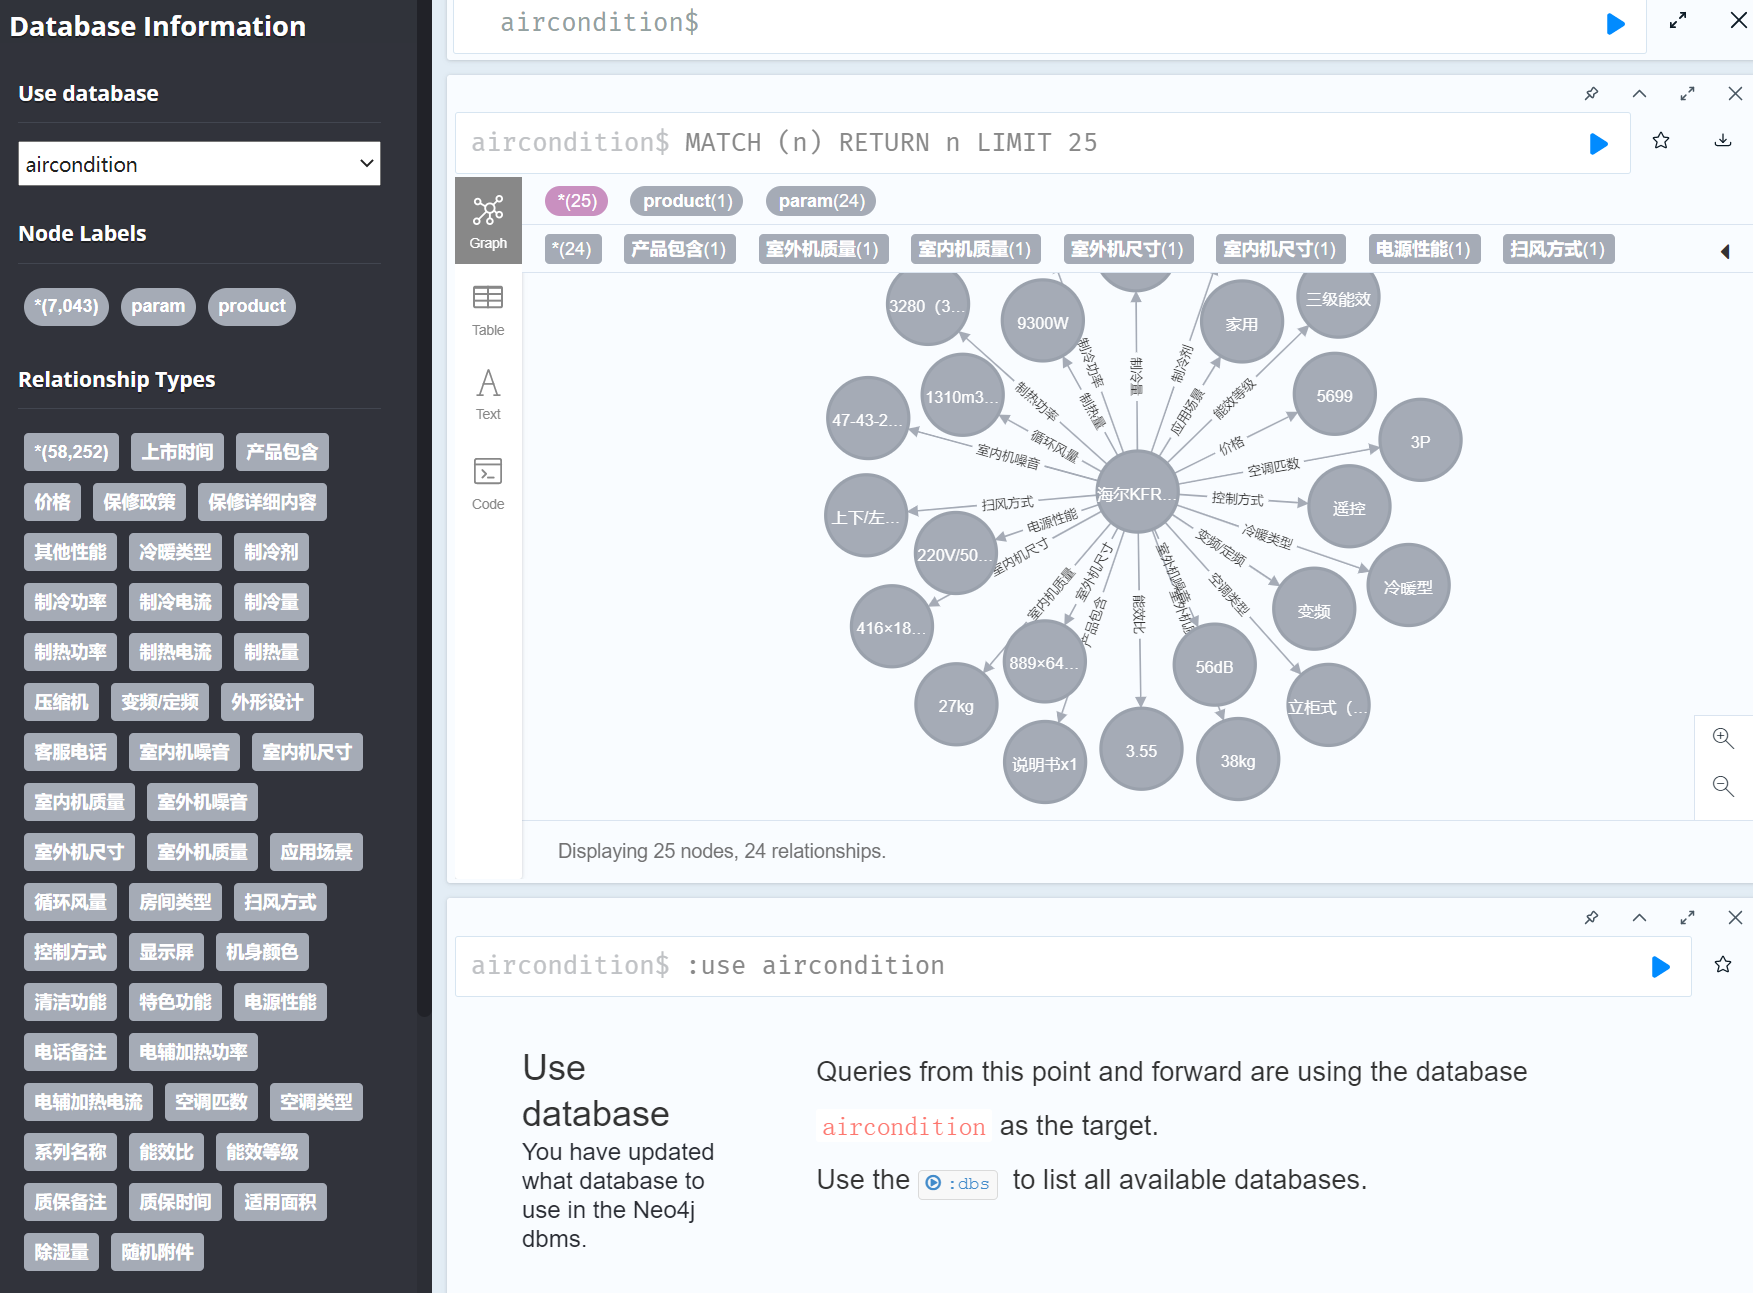 Database Information
Use database
aircondition
Node Labels
*(7,043) param product
Relationship Types
*(58,252) 上市时间 产品包含
价格 保修政策 保修详细内容
其他性能 冷暖类型 制冷剂
制冷功率 制冷电流 制冷量
制热功率 制热电流 制热量
压缩机 变频/定频 外形设计
客服电话 室内机噪音 室内机尺寸
室内机质量 室外机噪音
室外机尺寸 室外机质量 应用场景
循环风量 房间类型 扫风方式
控制方式 显示屏 机身颜色
清洁功能 特色功能 电源性能
电话备注 电辅加热功率
电辅加热电流 空调匹数 空调类型
系列名称 能效比 能效等级
质保备注 质保时间 适用面积
除湿量 随机附件
aircondition$
aircondition$ MATCH (n) RETURN n LIMIT 25
Graph
Table
Text
Code
*(25) product(1) param(24)
*(24) 产品包含(1) 室外机质量(1) 室内机质量(1) 室外机尺寸(1) 室内机尺寸(1) 电源性能(1) 扫风方式(1)
3280（3...
9300W
家用
三级能效
制冷功率
制冷量
制冷剂
1310m3...
制热功率
制热量
应用场景
能效等级
5699
47-43-2...
循环风量
价格
3P
室内机噪音
空调匹数
海尔KFR...
控制方式
遥控
上下/左...
扫风方式
电源性能
变频/定频
冷暖类型
220V/50...
室内机尺寸
室内机质量
室外机尺寸
产品包含
能效比
室外机噪音
室外机质
空调类型
冷暖型
变频
416×18...
889×64...
56dB
27kg
立柜式（...
说明书x1
3.55
38kg
Displaying 25 nodes, 24 relationships.
aircondition$ :use aircondition
Use
database
You have updated
what database to
use in the Neo4j
dbms.
Queries from this point and forward are using the database
aircondition as the target.
Use the :dbs to list all available databases.